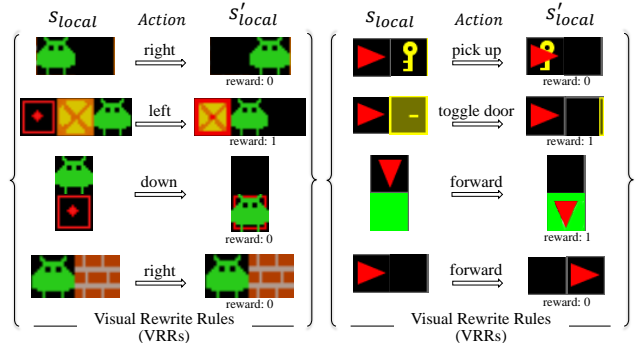 s_local Action s'_local
right
reward: 0
left
reward: 1
down
reward: 0
right
reward: 0
Visual Rewrite Rules
(VRRs)
s_local Action s'_local
pick up
reward: 0
toggle door
reward: 1
forward
reward: 1
forward
reward: 0
Visual Rewrite Rules
(VRRs)